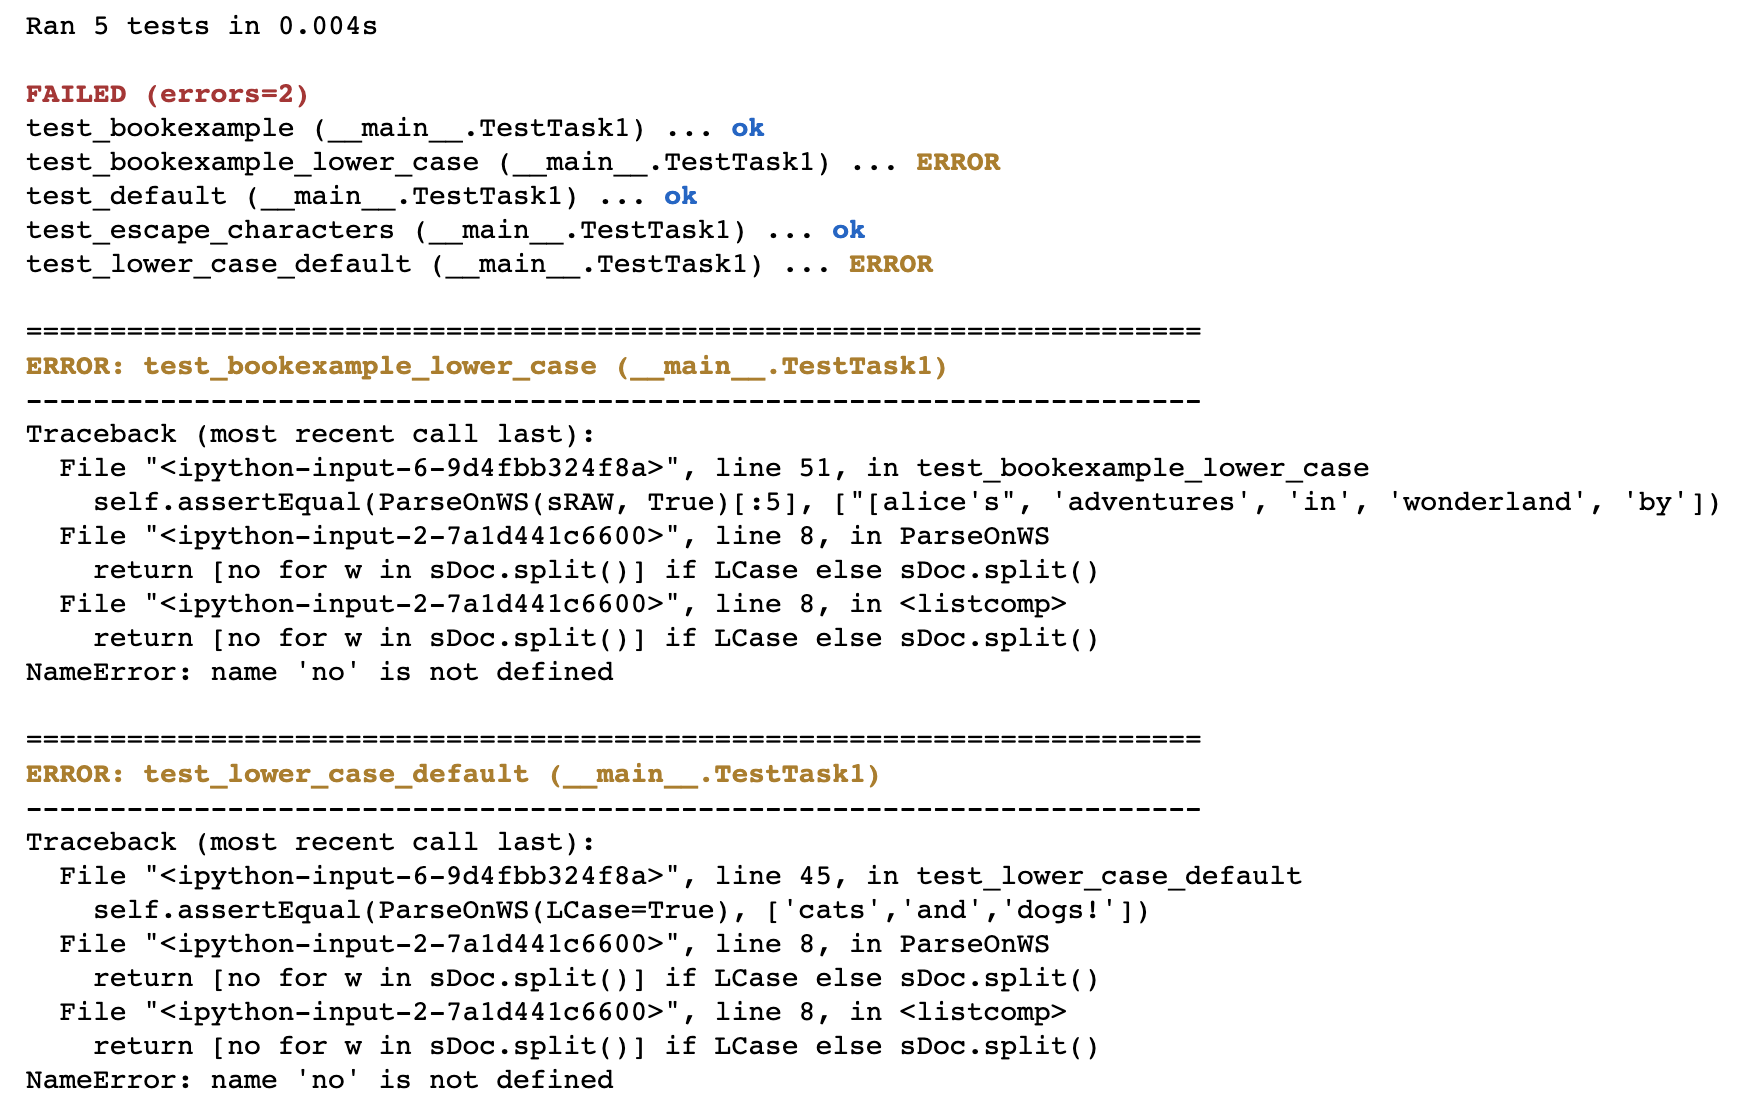 Ran 5 tests in 0.004s
FAILED (errors=2)
test_bookexample (__main__.TestTask1) ... ok
test_bookexample_lower_case (__main__.TestTask1) ... ERROR
test_default (__main__.TestTask1) ... ok
test_escape_characters (__main__.TestTask1) ... ok
test_lower_case_default (__main__.TestTask1) ... ERROR
======================================================================
ERROR: test_bookexample_lower_case (__main__.TestTask1)
----------------------------------------------------------------------
Traceback (most recent call last):
  File "<ipython-input-6-9d4fbb324f8a>", line 51, in test_bookexample_lower_case
    self.assertEqual(ParseOnWS(sRAW, True)[:5], ["[alice's", 'adventures', 'in', 'wonderland', 'by'])
  File "<ipython-input-2-7a1d441c6600>", line 8, in ParseOnWS
    return [no for w in sDoc.split()] if LCase else sDoc.split()
  File "<ipython-input-2-7a1d441c6600>", line 8, in <listcomp>
    return [no for w in sDoc.split()] if LCase else sDoc.split()
NameError: name 'no' is not defined
======================================================================
ERROR: test_lower_case_default (__main__.TestTask1)
----------------------------------------------------------------------
Traceback (most recent call last):
  File "<ipython-input-6-9d4fbb324f8a>", line 45, in test_lower_case_default
    self.assertEqual(ParseOnWS(LCase=True), ['cats','and','dogs!'])
  File "<ipython-input-2-7a1d441c6600>", line 8, in ParseOnWS
    return [no for w in sDoc.split()] if LCase else sDoc.split()
  File "<ipython-input-2-7a1d441c6600>", line 8, in <listcomp>
    return [no for w in sDoc.split()] if LCase else sDoc.split()
NameError: name 'no' is not defined